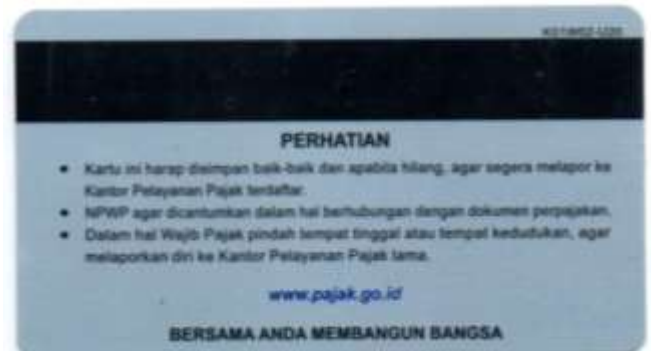 PERHATIAN
• Kartu ini harap disimpan baik-baik dan apabila hilang, agar segera melapor ke
Kantor Pelayanan Pajak terdaftar.
• NPWP agar dicantumkan dalam hal berhubungan dengan dokumen perpajakan.
• Dalam hal Wajib Pajak pindah tempat tinggal atau tempat kedudukan, agar
melaporkan diri ke Kantor Pelayanan Pajak lama.
www.pajak.go.id
BERSAMA ANDA MEMBANGUN BANGSA